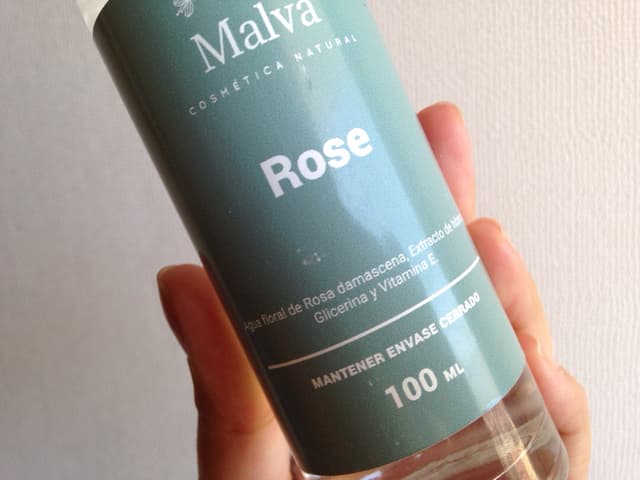 Malva
COSMÉTICA NATURAL
Rose
Agua floral de Rosa damascena, Extracto de
Glicerina y Vitamina E.
MANTENER ENVASE CERRADO
100 ML